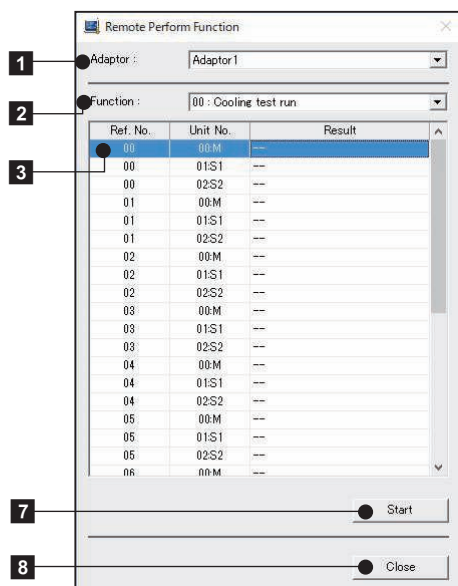 Remote Perform Function
1 Adaptor : Adaptor1
2 Function : 00 : Cooling test run
Ref. No. Unit No. Result
3 00 00:M --
00 01:S1 --
00 02:S2 --
01 00:M --
01 01:S1 --
01 02:S2 --
02 00:M --
02 01:S1 --
02 02:S2 --
03 00:M --
03 01:S1 --
03 02:S2 --
04 00:M --
04 01:S1 --
04 02:S2 --
05 00:M --
05 01:S1 --
05 02:S2 --
06 00:M --
7 Start
8 Close